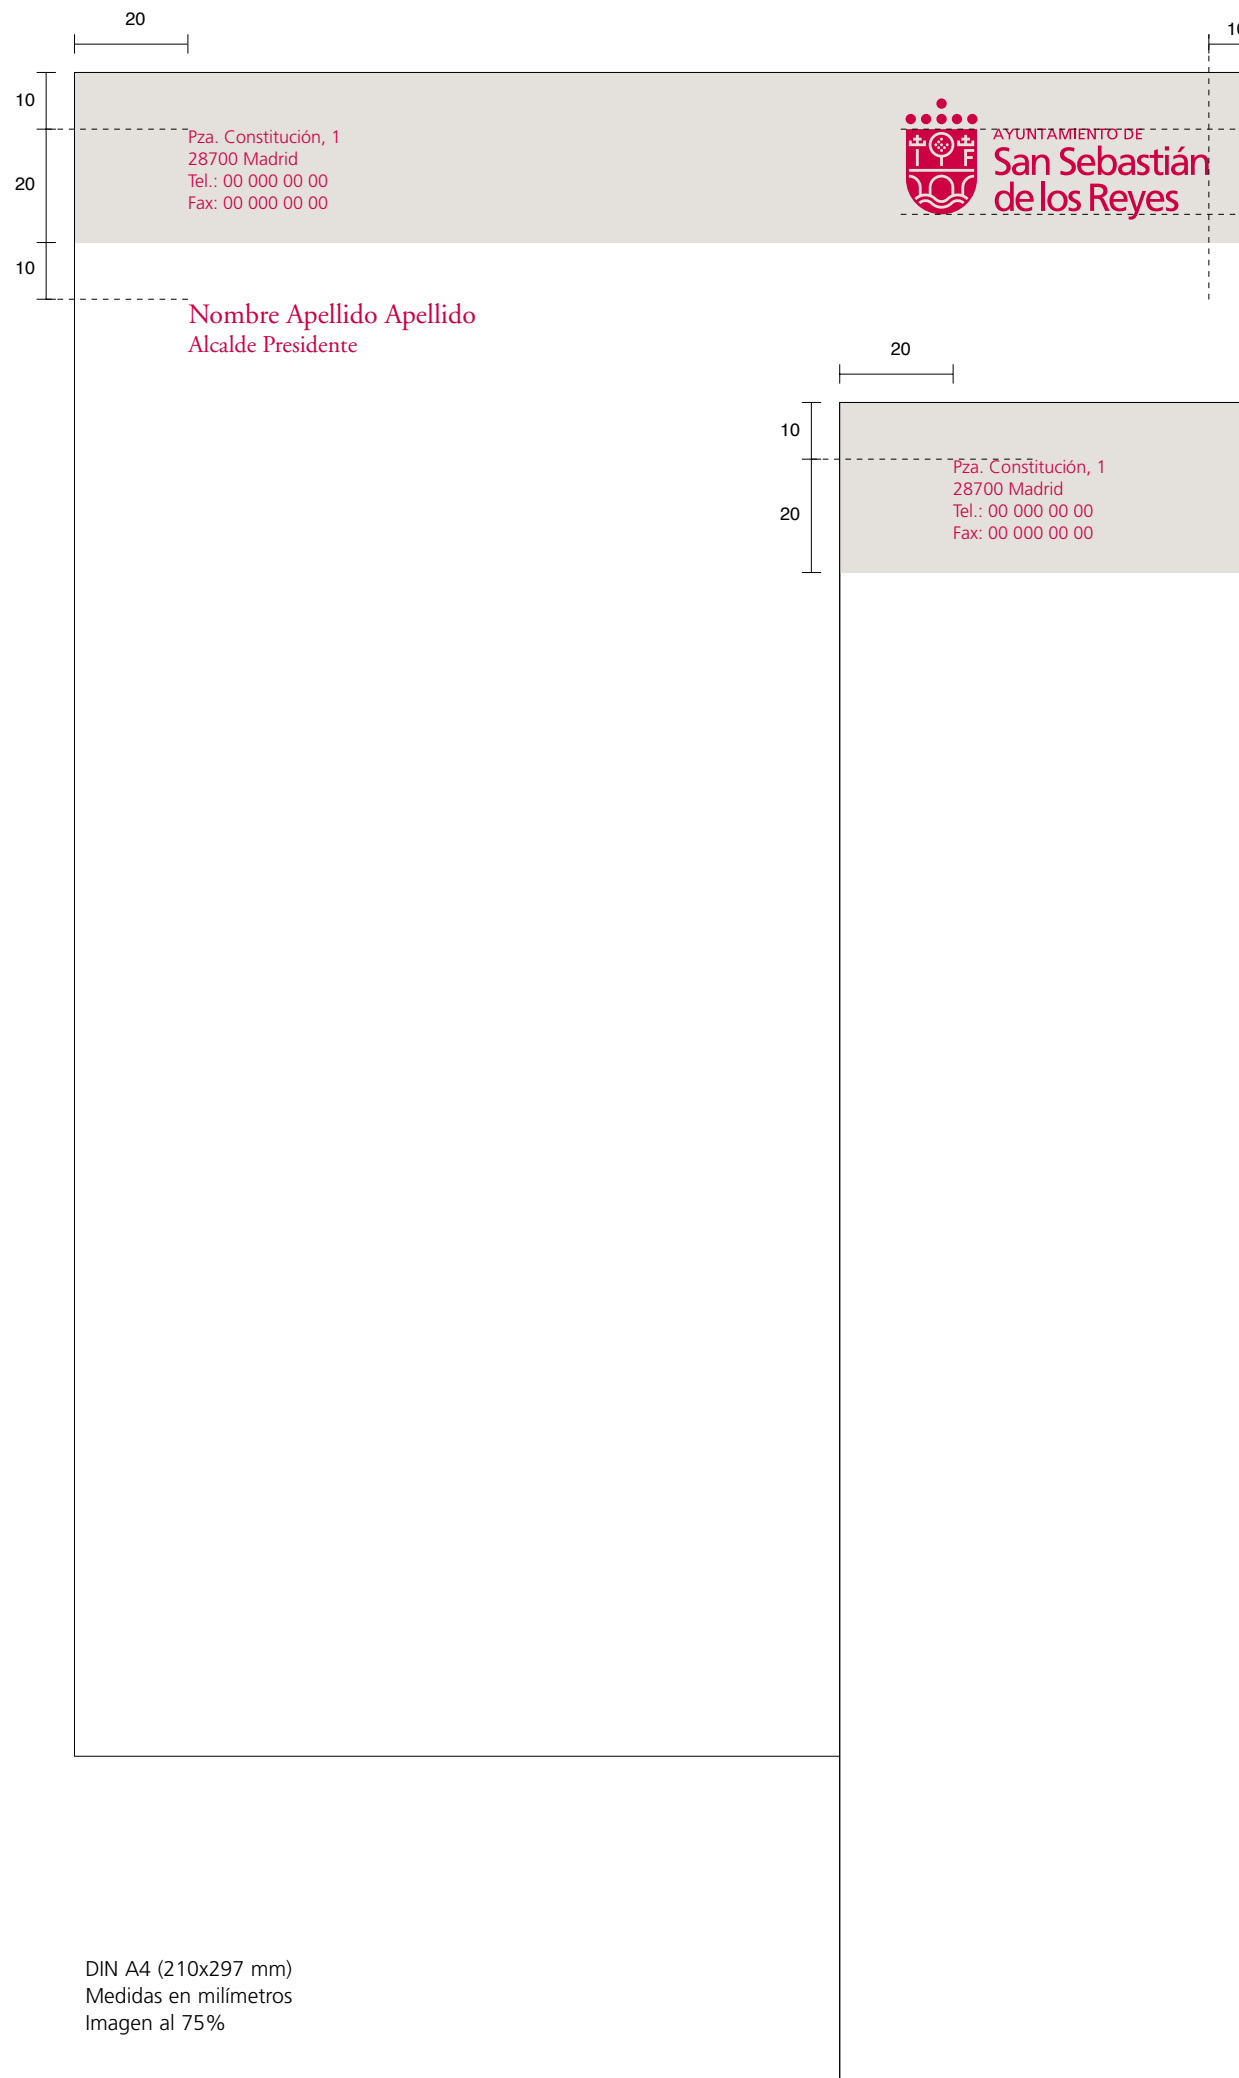 20
10
10
20
10
Pza. Constitución, 1
28700 Madrid
Tel.: 00 000 00 00
Fax: 00 000 00 00
AYUNTAMIENTO DE
San Sebastián
de los Reyes
Nombre Apellido Apellido
Alcalde Presidente
20
10
20
Pza. Constitución, 1
28700 Madrid
Tel.: 00 000 00 00
Fax: 00 000 00 00
DIN A4 (210x297 mm)
Medidas en milímetros
Imagen al 75%